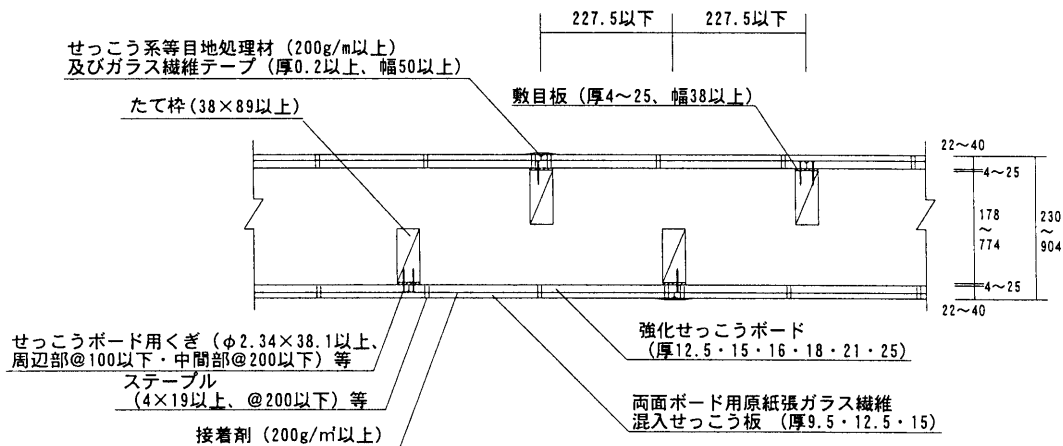 227.5以下
227.5以下
せっこう系等目地処理材 (200g/m以上)
及びガラス繊維テープ (厚0.2以上、幅50以上)
敷目板 (厚4〜25、幅38以上)
たて枠 (38×89以上)
22〜40
4〜25
178
〜
774
230
〜
904
4〜25
22〜40
せっこうボード用くぎ (φ2.34×38.1以上、
周辺部@100以下・中間部@200以下) 等
ステープル
(4×19以上、@200以下) 等
接着剤 (200g/㎡以上)
強化せっこうボード
(厚12.5・15・16・18・21・25)
両面ボード用原紙張ガラス繊維
混入せっこう板 (厚9.5・12.5・15)